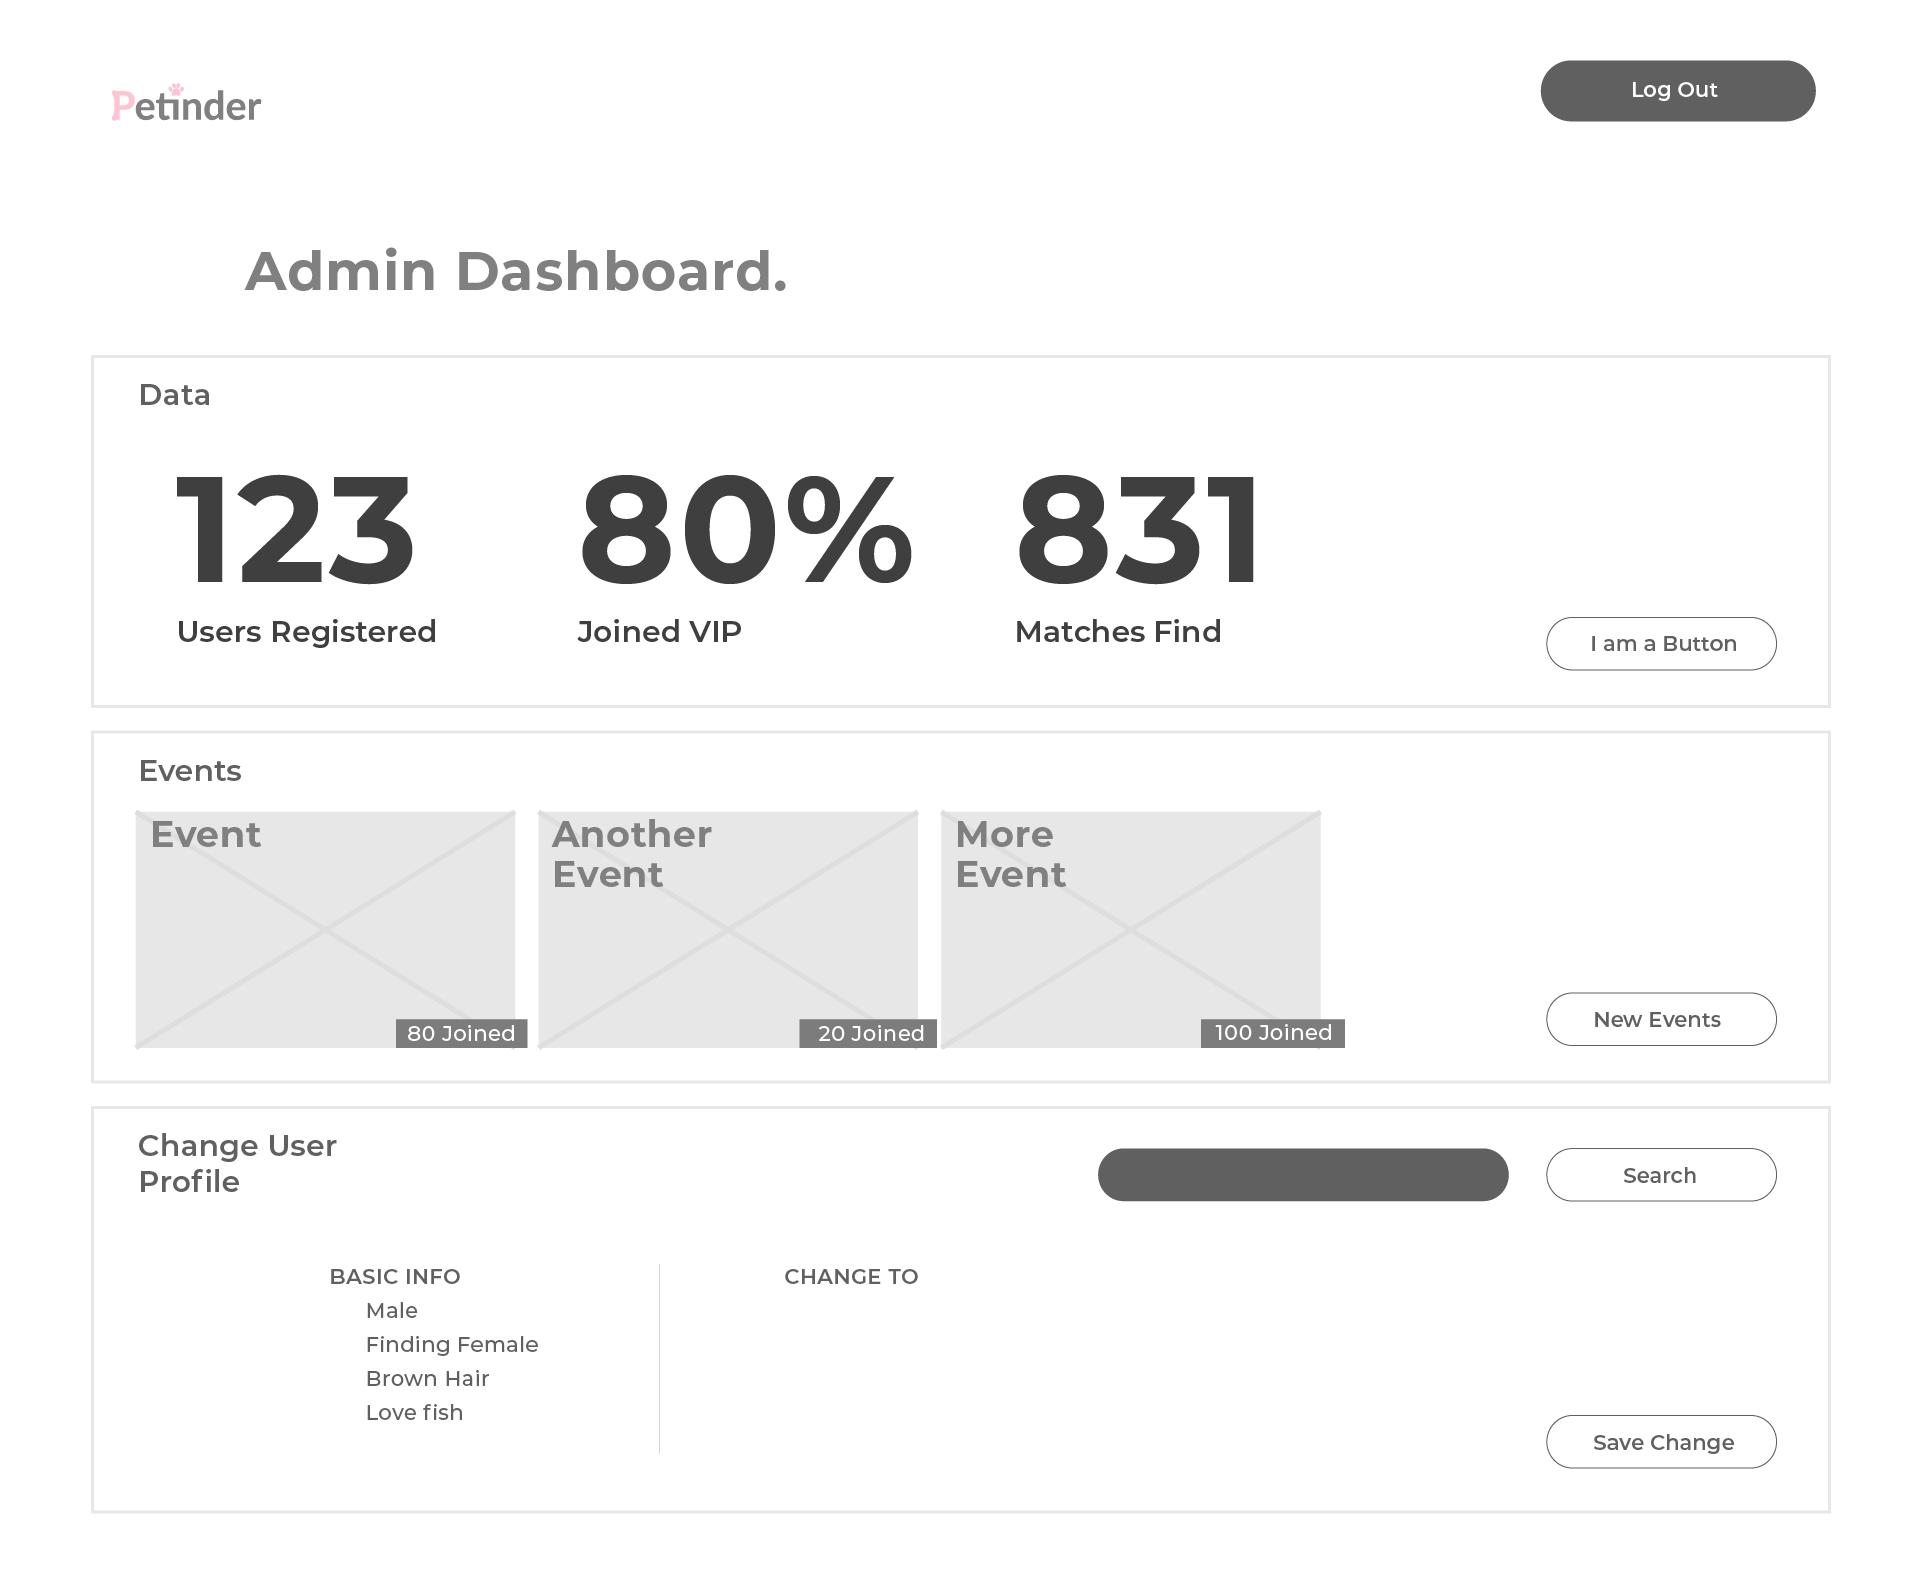 Petinder
Log Out
Admin Dashboard.
Data
123
80%
831
Users Registered
Joined VIP
Matches Find
I am a Button
Events
Event
Another
Event
More
Event
80 Joined
20 Joined
100 Joined
New Events
Change User
Profile
Search
BASIC INFO
Male
Finding Female
Brown Hair
Love fish
CHANGE TO
Save Change